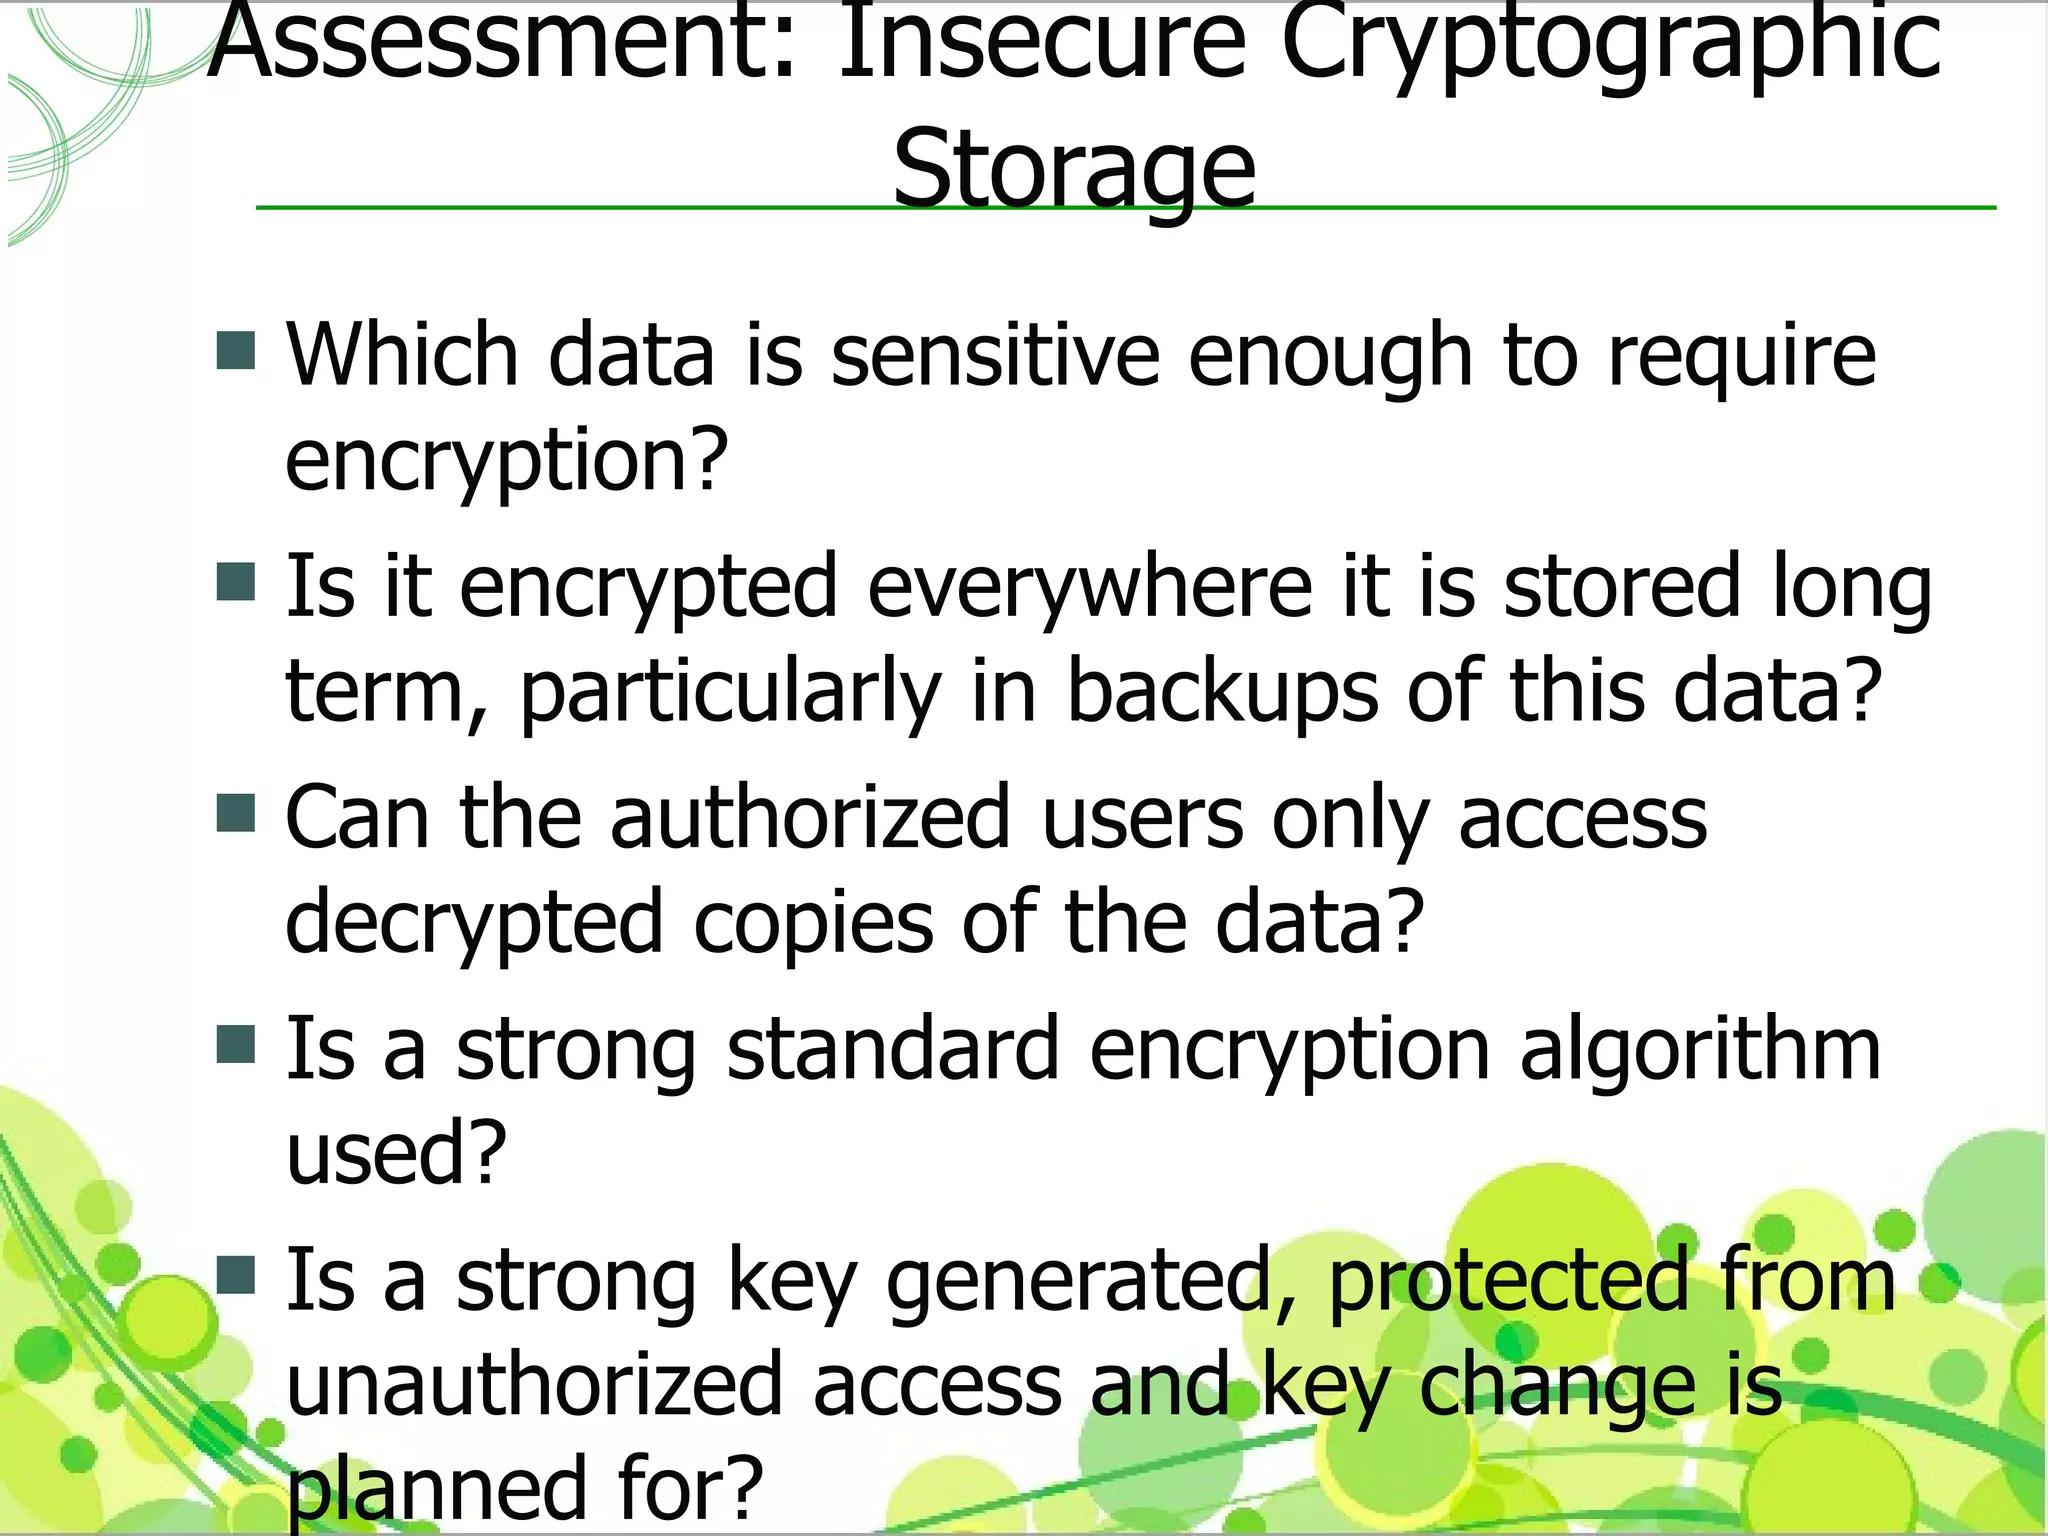 Assessment: Insecure Cryptographic
Storage
Which data is sensitive enough to require
encryption?
Is it encrypted everywhere it is stored long
term, particularly in backups of this data?
Can the authorized users only access
decrypted copies of the data?
Is a strong standard encryption algorithm
used?
Is a strong key generated, protected from
unauthorized access and key change is
planned for?